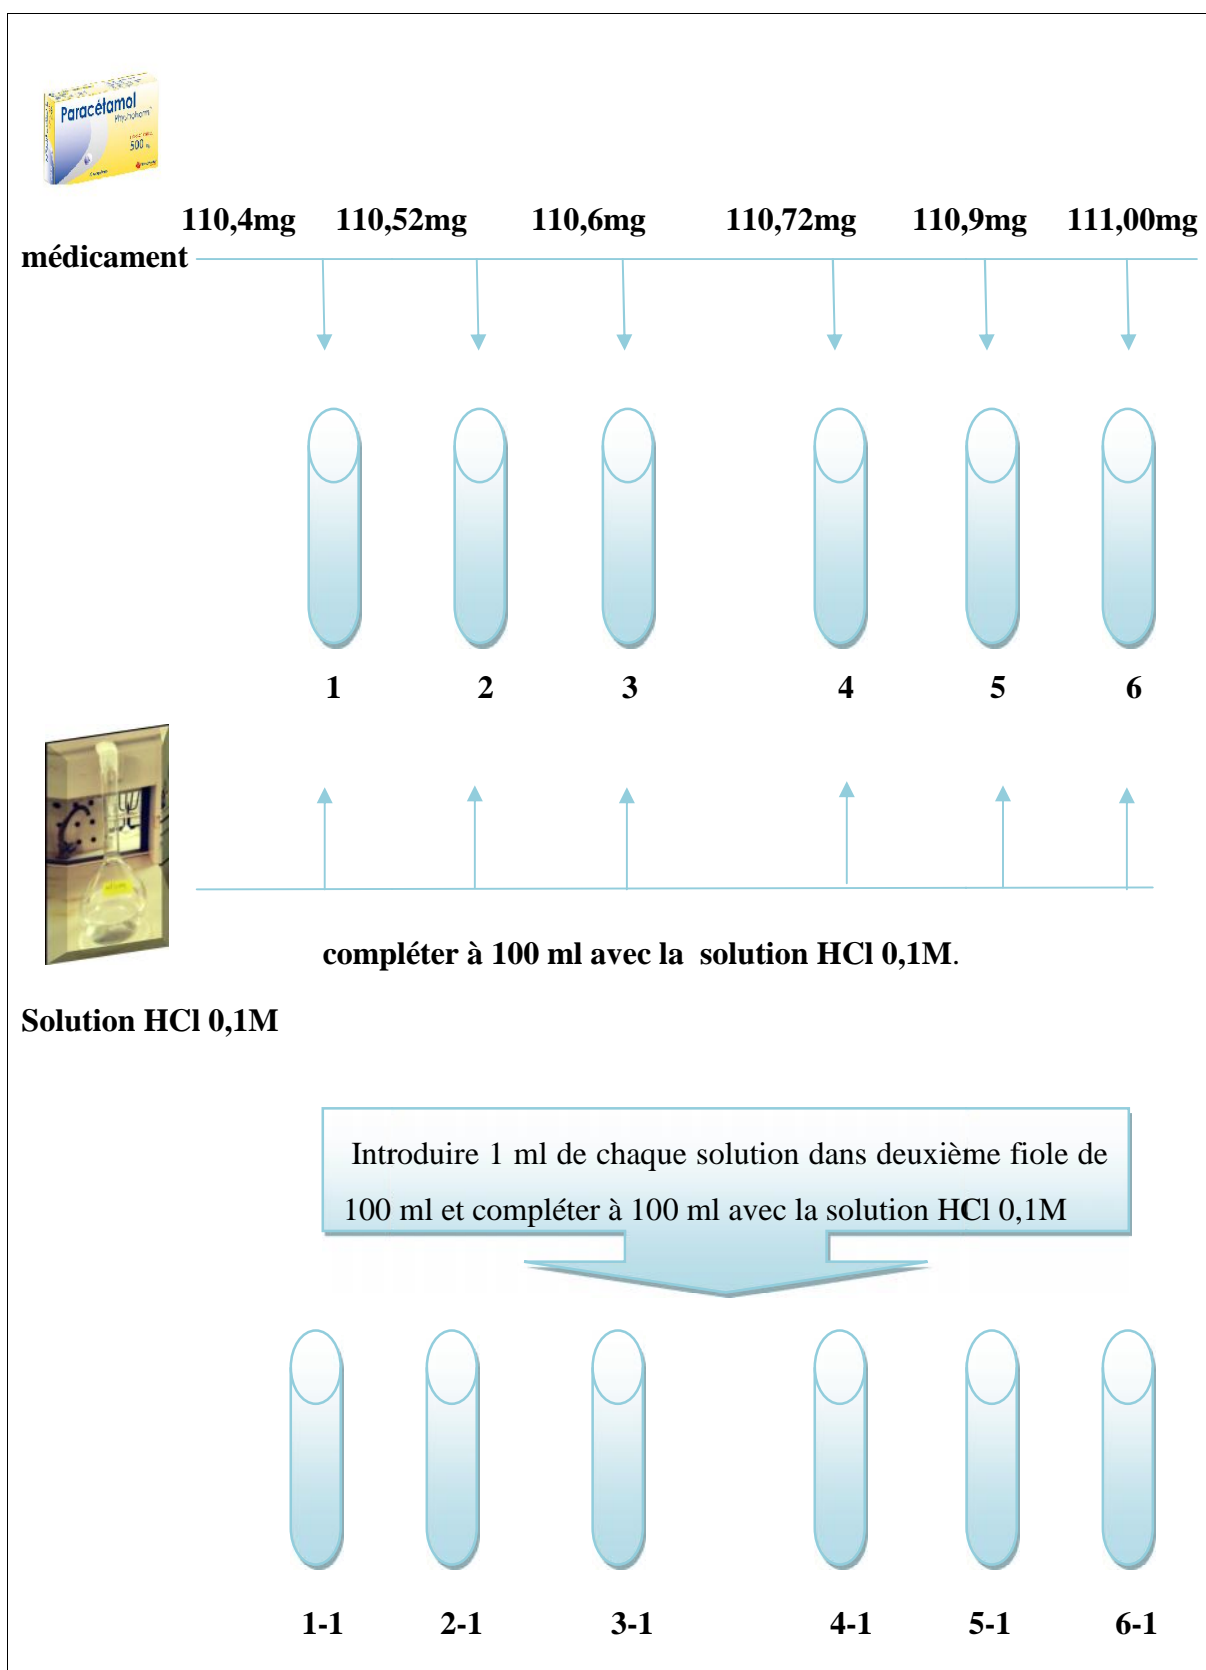 Paracétamol
500
110,4mg 110,52mg 110,6mg 110,72mg 110,9mg 111,00mg
médicament
1 2 3 4 5 6
compléter à 100 ml avec la solution HCl 0,1M.
Solution HCl 0,1M
Introduire 1 ml de chaque solution dans deuxième fiole de
100 ml et compléter à 100 ml avec la solution HCl 0,1M
1-1 2-1 3-1 4-1 5-1 6-1